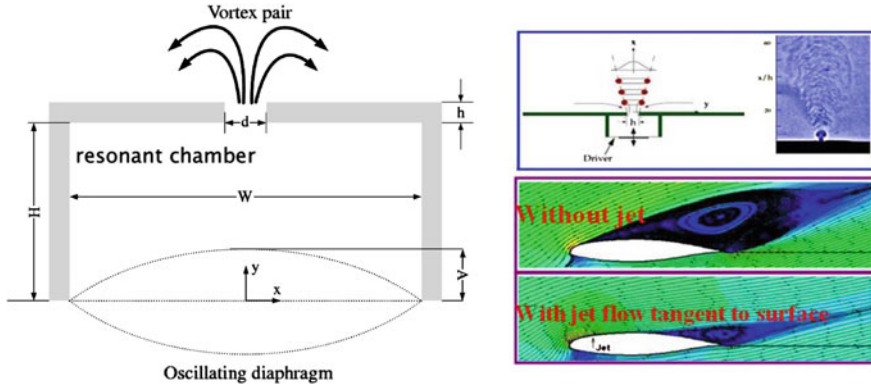 Vortex pair
h
d
resonant chamber
W
H
A
y
x
Oscillating diaphragm
x
y
h
Driver
x/h
Without jet
With jet flow tangent to surface
Jet